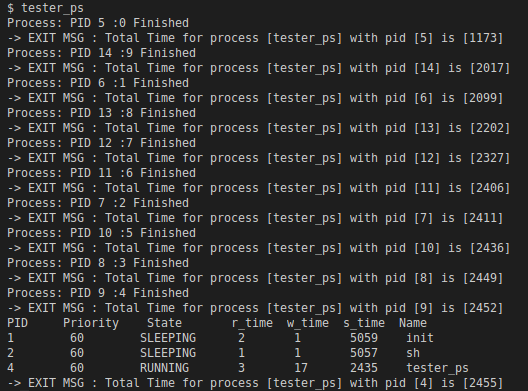 $ tester_ps
Process: PID 5 :0 Finished
-> EXIT MSG : Total Time for process [tester_ps] with pid [5] is [1173]
Process: PID 14 :9 Finished
-> EXIT MSG : Total Time for process [tester_ps] with pid [14] is [2017]
Process: PID 6 :1 Finished
-> EXIT MSG : Total Time for process [tester_ps] with pid [6] is [2099]
Process: PID 13 :8 Finished
-> EXIT MSG : Total Time for process [tester_ps] with pid [13] is [2202]
Process: PID 12 :7 Finished
-> EXIT MSG : Total Time for process [tester_ps] with pid [12] is [2327]
Process: PID 11 :6 Finished
-> EXIT MSG : Total Time for process [tester_ps] with pid [11] is [2406]
Process: PID 7 :2 Finished
-> EXIT MSG : Total Time for process [tester_ps] with pid [7] is [2411]
Process: PID 10 :5 Finished
-> EXIT MSG : Total Time for process [tester_ps] with pid [10] is [2436]
Process: PID 8 :3 Finished
-> EXIT MSG : Total Time for process [tester_ps] with pid [8] is [2449]
Process: PID 9 :4 Finished
-> EXIT MSG : Total Time for process [tester_ps] with pid [9] is [2452]
PID Priority State r_time w_time s_time Name
1 60 SLEEPING 2 1 5059 init
2 60 SLEEPING 1 1 5057 sh
4 60 RUNNING 3 17 2435 tester_ps
-> EXIT MSG : Total Time for process [tester_ps] with pid [4] is [2455]